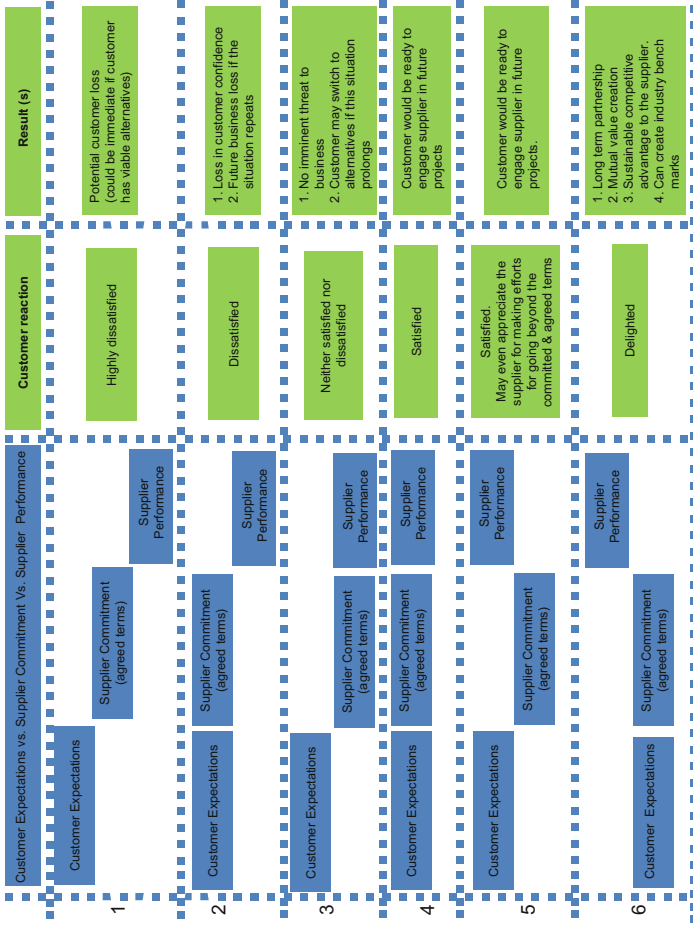 Customer Expectations vs. Supplier Commitment Vs. Supplier Performance
Customer reaction
Result (s)
1
Customer Expectations
Supplier Commitment
(agreed terms)
Supplier
Performance
Highly dissatisfied
Potential customer loss
(could be immediate if customer
has viable alternatives)
2
Customer Expectations
Supplier Commitment
(agreed terms)
Supplier
Performance
Dissatisfied
1. Loss in customer confidence
2. Future business loss if the
situation repeats
3
Customer Expectations
Supplier Commitment
(agreed terms)
Supplier
Performance
Neither satisfied nor
dissatisfied
1. No imminent threat to
business
2. Customer may switch to
alternatives if this situation
prolongs
4
Customer Expectations
Supplier Commitment
(agreed terms)
Supplier
Performance
Satisfied
Customer would be ready to
engage supplier in future
projects
5
Customer Expectations
Supplier Commitment
(agreed terms)
Supplier
Performance
Satisfied.
May even appreciate the
supplier for making efforts
for going beyond the
committed & agreed terms
Customer would be ready to
engage supplier in future
projects.
6
Customer Expectations
Supplier Commitment
(agreed terms)
Supplier
Performance
Delighted
1. Long term partnership
2. Mutual value creation
3. Sustainable competitive
advantage to the supplier.
4. Can create industry bench
marks